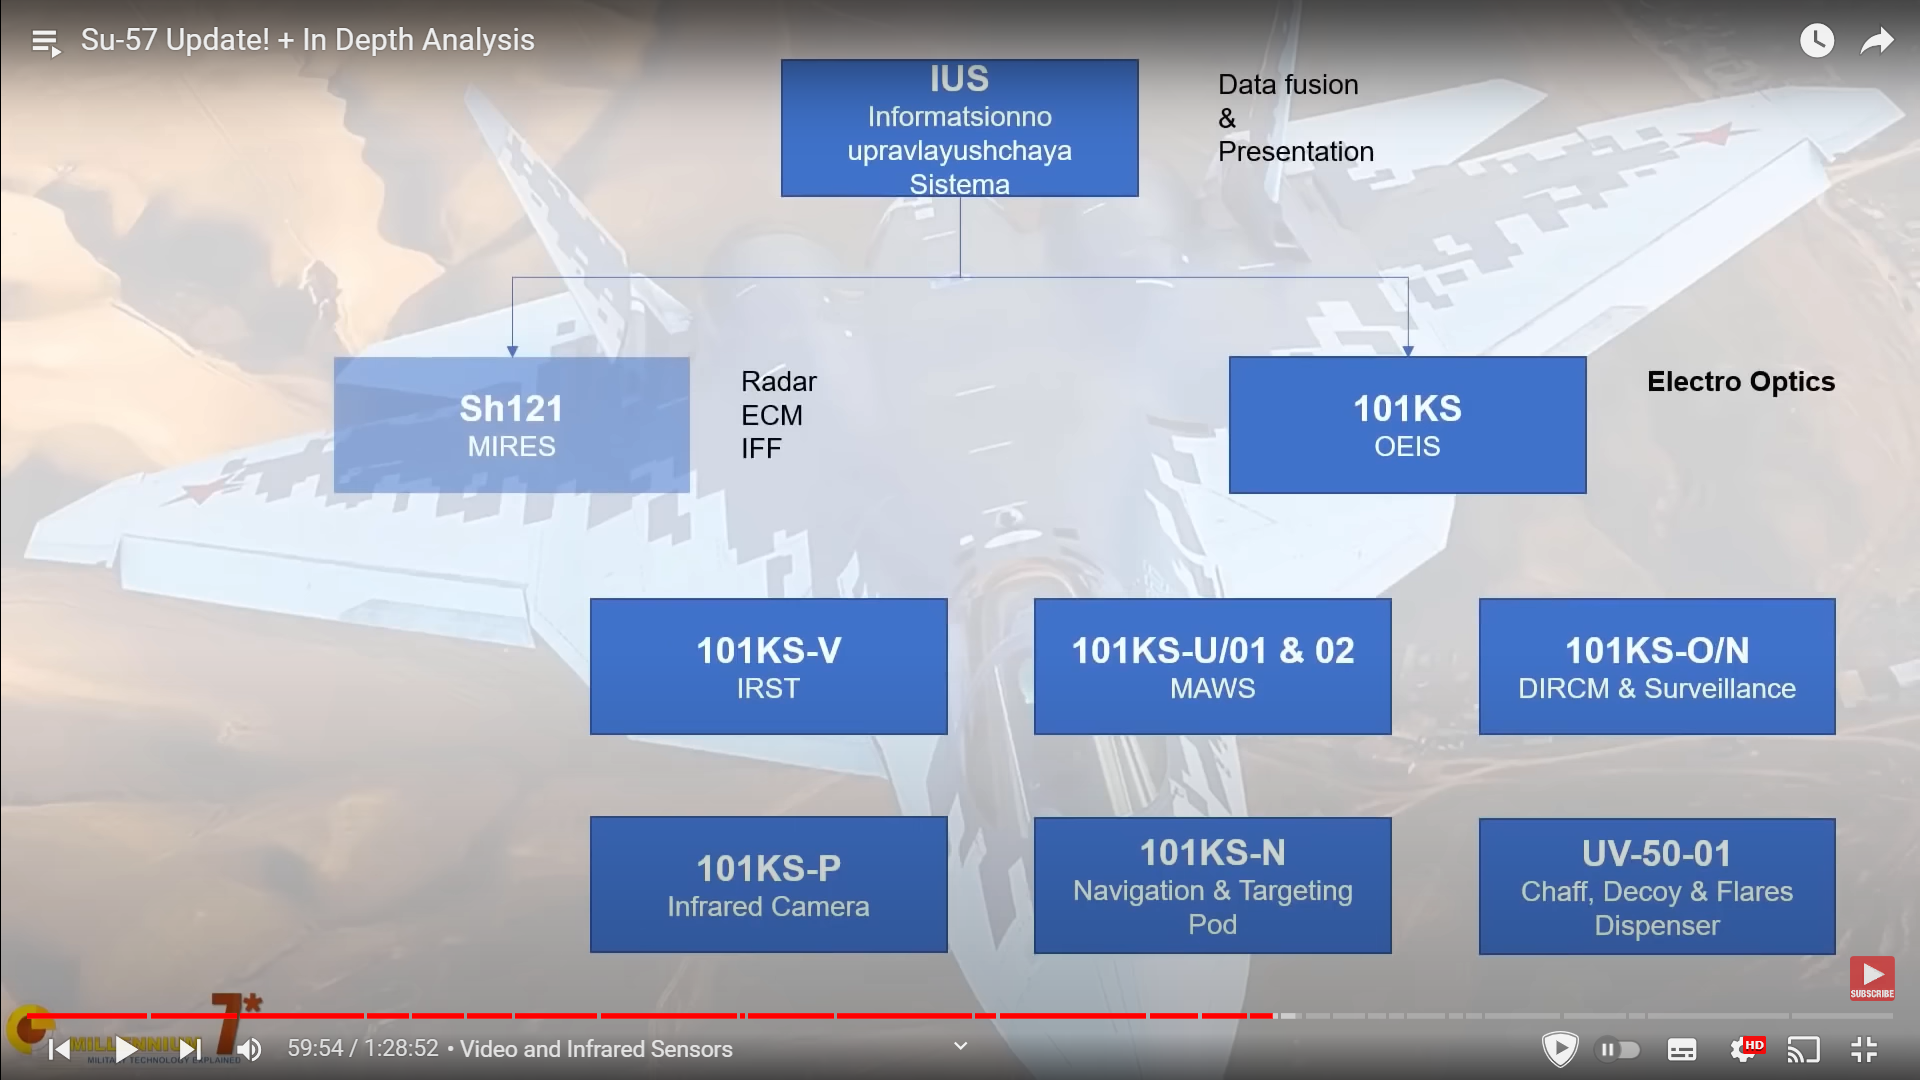 Su-57 Update! + In Depth Analysis
IUS
Informatsionno
upravlayushchaya
Sistema
Data fusion
&
Presentation
Sh121
MIRES
Radar
ECM
IFF
101KS
OEIS
Electro Optics
101KS-V
IRST
101KS-U/01 & 02
MAWS
101KS-O/N
DIRCM & Surveillance
101KS-P
Infrared Camera
101KS-N
Navigation & Targeting
Pod
UV-50-01
Chaff, Decoy & Flares
Dispenser
SUBSCRIBE
7*
MILLENNIUM
MILITARY TECHNOLOGY EXPLAINED
59:54 / 1:28:52 • Video and Infrared Sensors
HD